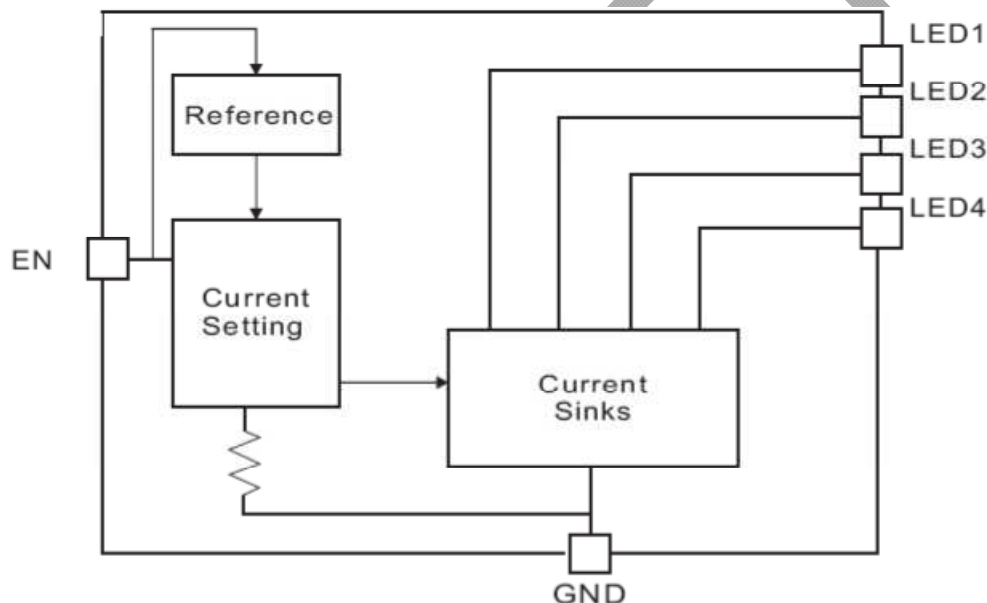 LED1
LED2
Reference
LED3
LED4
EN
Current
Setting
Current
Sinks
GND